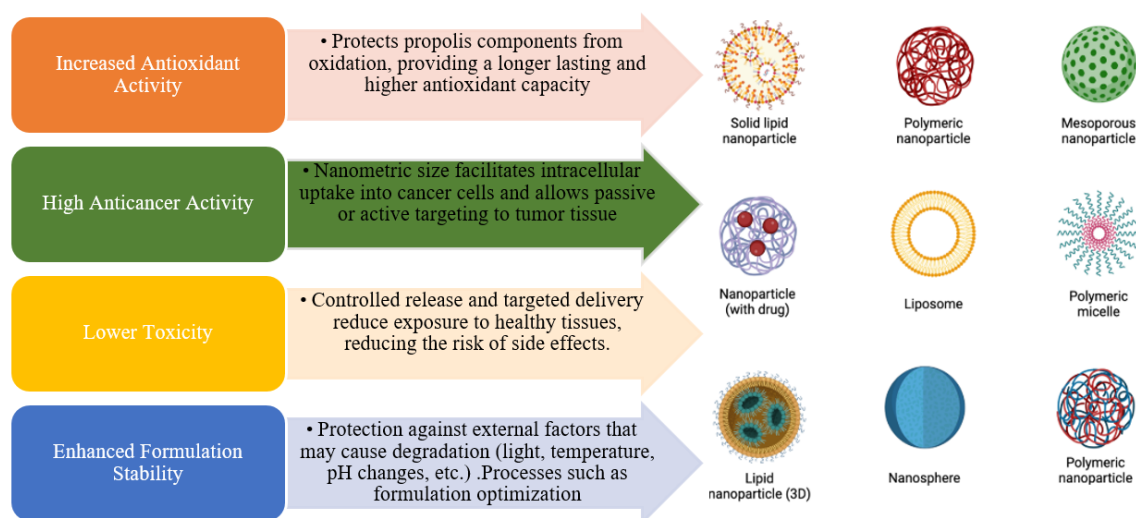 Increased Antioxidant
Activity
• Protects propolis components from
oxidation, providing a longer lasting and
higher antioxidant capacity
Solid lipid
nanoparticle
Polymeric
nanoparticle
Mesoporous
nanoparticle
High Anticancer Activity
• Nanometric size facilitates intracellular
uptake into cancer cells and allows passive
or active targeting to tumor tissue
Nanoparticle
(with drug)
Liposome
Polymeric
micelle
Lower Toxicity
• Controlled release and targeted delivery
reduce exposure to healthy tissues,
reducing the risk of side effects.
Enhanced Formulation
Stability
• Protection against external factors that
may cause degradation (light, temperature,
pH changes, etc.) .Processes such as
formulation optimization
Lipid
nanoparticle (3D)
Nanosphere
Polymeric
nanoparticle